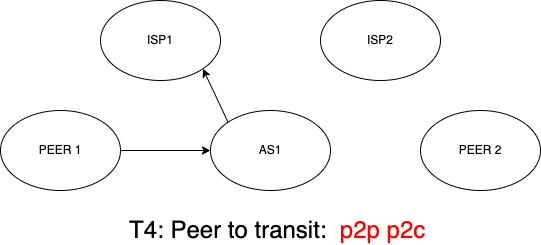 ISP1
ISP2
PEER 1
AS1
PEER 2
T4: Peer to transit: p2p p2c